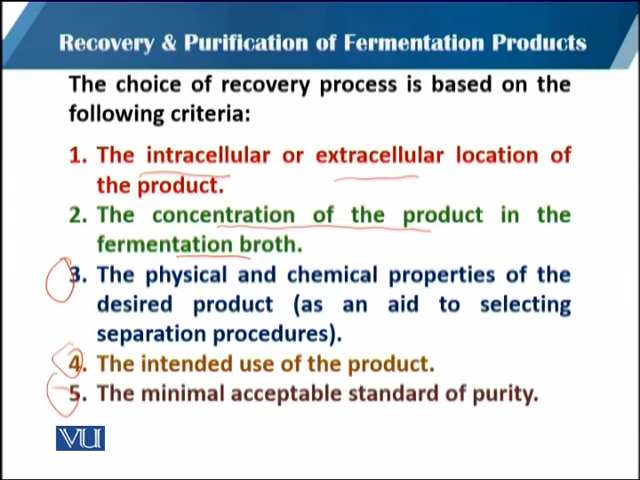 Recovery & Purification of Fermentation Products
The choice of recovery process is based on the
following criteria:
1. The intracellular or extracellular location of
the product.
2. The concentration of the product in the
fermentation broth.
3. The physical and chemical properties of the
desired product (as an aid to selecting
separation procedures).
4. The intended use of the product.
5. The minimal acceptable standard of purity.
VU